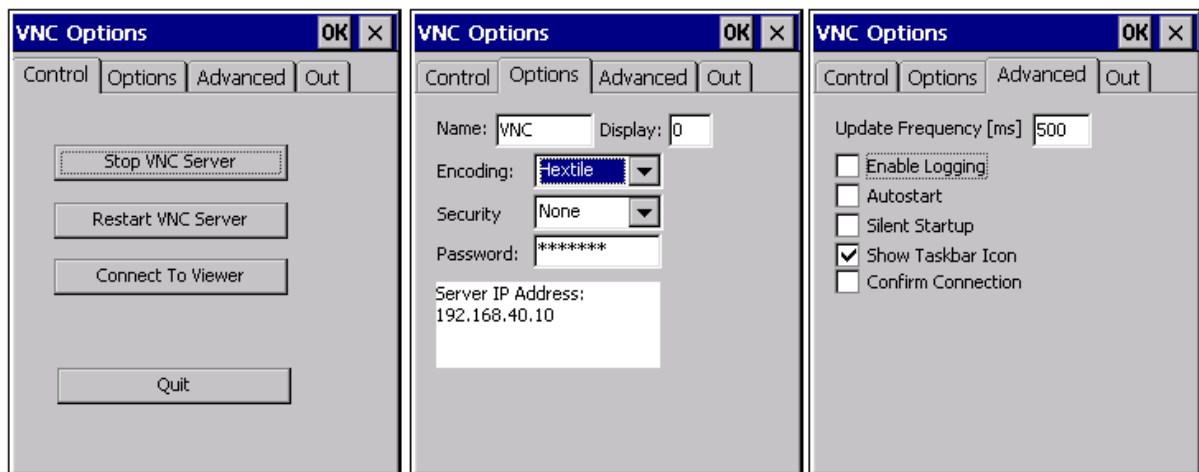 VNC Options OK
Control Options Advanced Out
Stop VNC Server
Restart VNC Server
Connect To Viewer
Quit
VNC Options OK
Control Options Advanced Out
Name: VNC Display: 0
Encoding: Hextile
Security None
Password: *******
Server IP Address:
192.168.40.10
VNC Options OK
Control Options Advanced Out
Update Frequency [ms] 500
Enable Logging
Autostart
Silent Startup
Show Taskbar Icon
Confirm Connection